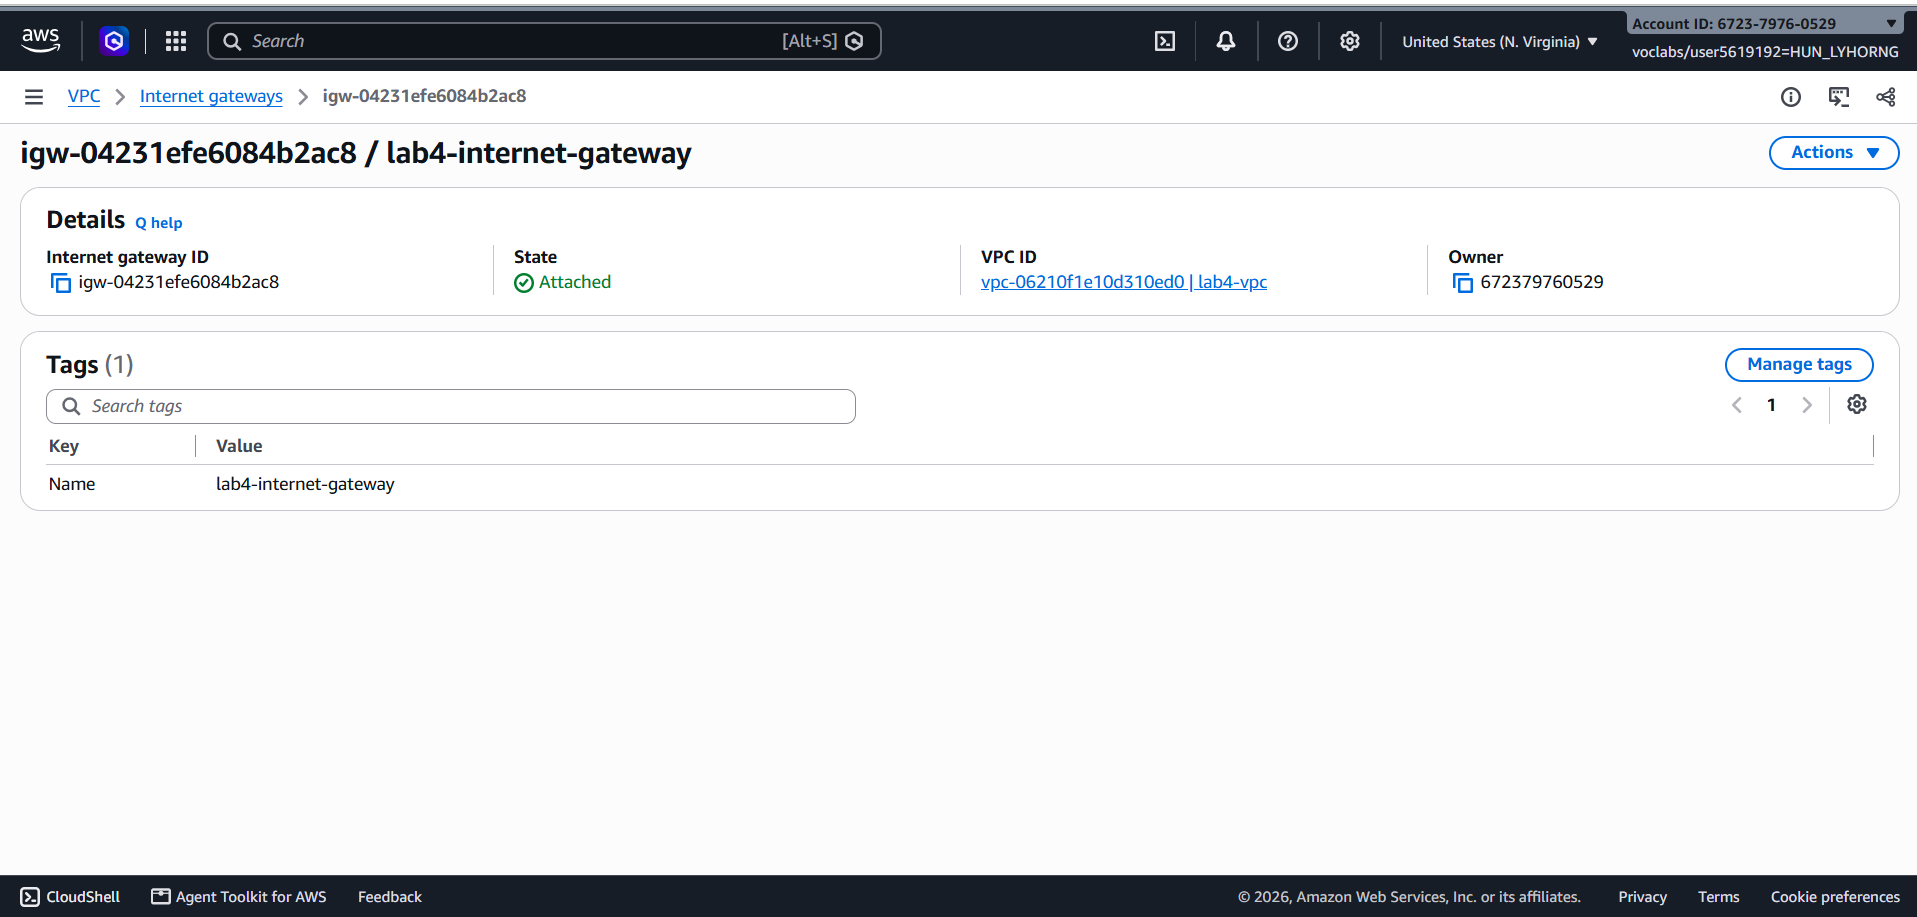 aws
Search [Alt+S]
United States (N. Virginia)
Account ID: 6723-7976-0529
voclabs/user5619192=HUN_LYHORNG
VPC
Internet gateways
igw-04231efe6084b2ac8
igw-04231efe6084b2ac8 / lab4-internet-gateway
Actions
Details Q help
Internet gateway ID
igw-04231efe6084b2ac8
State
Attached
VPC ID
vpc-06210f1e10d310ed0 | lab4-vpc
Owner
672379760529
Tags (1)
Manage tags
Search tags
1
Key Value
Name lab4-internet-gateway
CloudShell Agent Toolkit for AWS Feedback © 2026, Amazon Web Services, Inc. or its affiliates. Privacy Terms Cookie preferences